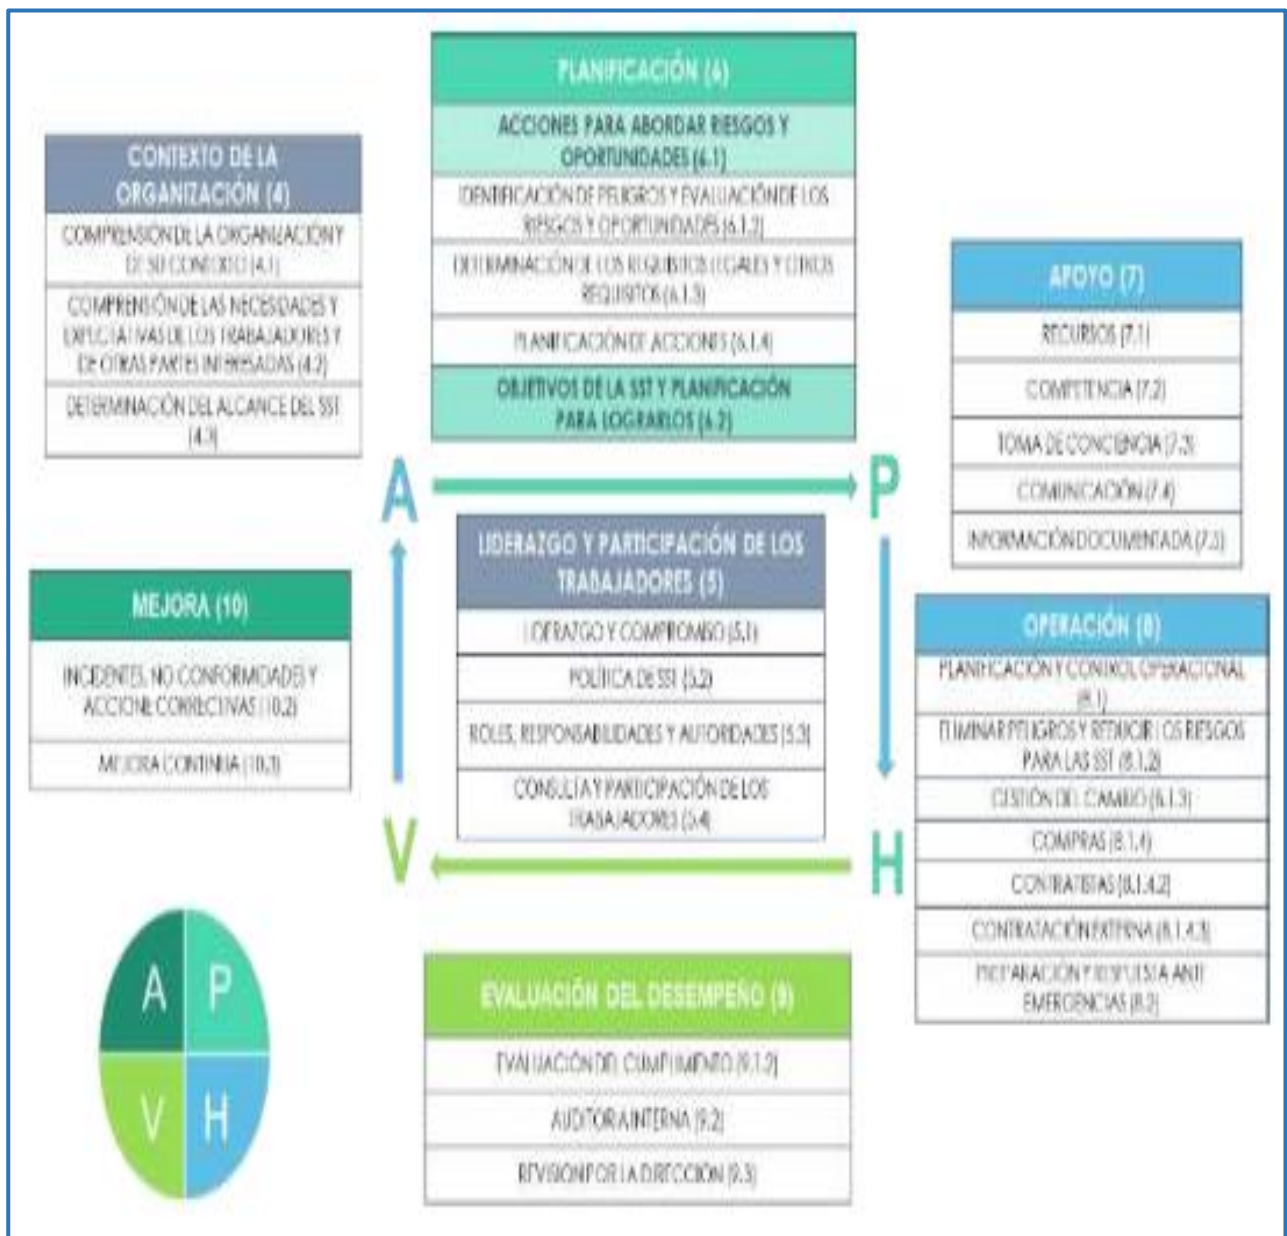 PLANIFICACIÓN (6)
ACCIONES PARA ABORDAR RIESGOS Y
OPORTUNIDADES (6.1)
IDENTIFICACIÓN DE PELIGROS Y EVALUACIÓN DE LOS
RIESGOS Y OPORTUNIDADES (6.1.2)
DETERMINACIÓN DE LOS REQUISITOS LEGALES Y OTROS
REQUISITOS (6.1.3)
PLANIFICACIÓN DE ACCIONES (6.1.4)
OBJETIVOS DE LA SST Y PLANIFICACIÓN
PARA LOGRARLOS (6.2)
CONTEXTO DE LA
ORGANIZACIÓN (4)
COMPRENSIÓN DE LA ORGANIZACIÓN Y
DE SU CONTEXTO (4.1)
COMPRENSIÓN DE LAS NECESIDADES Y
EXPECTATIVAS DE LOS TRABAJADORES Y
DE OTRAS PARTES INTERESADAS (4.2)
DETERMINACIÓN DEL ALCANCE DEL SST
(4.3)
APOYO (7)
RECURSOS (7.1)
COMPETENCIA (7.2)
TOMA DE CONCIENCIA (7.3)
COMUNICACIÓN (7.4)
INFORMACIÓN DOCUMENTADA (7.5)
A
P
LIDERAZGO Y PARTICIPACIÓN DE LOS
TRABAJADORES (5)
LIDERAZGO Y COMPROMISO (5.1)
POLÍTICA DE SST (5.2)
ROLES, RESPONSABILIDADES Y AUTORIDADES (5.3)
CONSULTA Y PARTICIPACIÓN DE LOS
TRABAJADORES (5.4)
MEJORA (10)
INCIDENTES, NO CONFORMIDADES Y
ACCIONE CORRECTIVAS (10.2)
MEJORA CONTINUA (10.3)
OPERACIÓN (8)
PLANIFICACIÓN Y CONTROL OPERACIONAL
(8.1)
ELIMINAR PELIGROS Y REDUCIR LOS RIESGOS
PARA LAS SST (8.1.2)
GESTIÓN DEL CAMBIO (8.1.3)
COMPRAS (8.1.4)
CONTRATISTAS (8.1.4.2)
CONTRATACIÓN EXTERNA (8.1.4.3)
PREPARACIÓN Y RESPUESTA ANTE
EMERGENCIAS (8.2)
V
H
EVALUACIÓN DEL DESEMPEÑO (9)
EVALUACIÓN DEL CUMPLIMIENTO (9.1.2)
AUDITORIA INTERNA (9.2)
REVISION POR LA DIRECCIÓN (9.3)
A
P
V
H